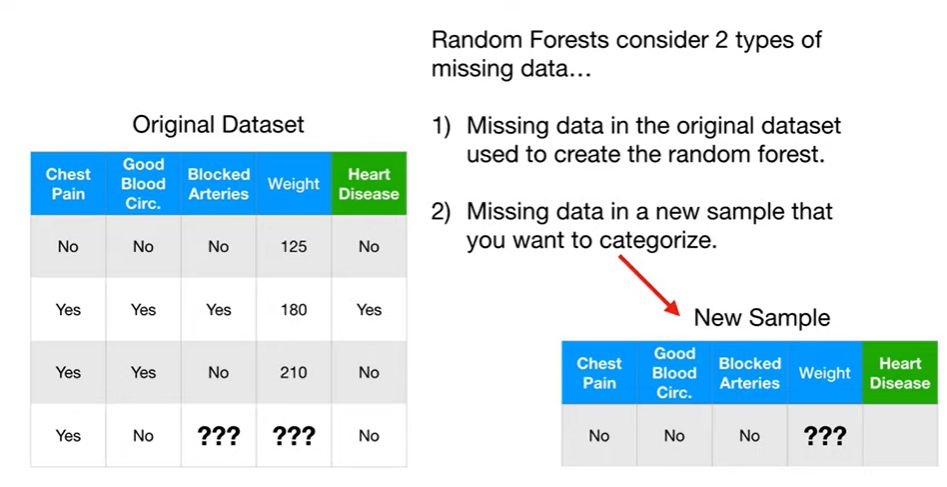 Random Forests consider 2 types of
missing data…
1) Missing data in the original dataset
used to create the random forest.
2) Missing data in a new sample that
you want to categorize.
Original Dataset
Chest Pain Good Blood Circ. Blocked Arteries Weight Heart Disease
No No No 125 No
Yes Yes Yes 180 Yes
Yes Yes No 210 No
Yes No ??? ??? No
New Sample
Chest Pain Good Blood Circ. Blocked Arteries Weight Heart Disease
No No No ???